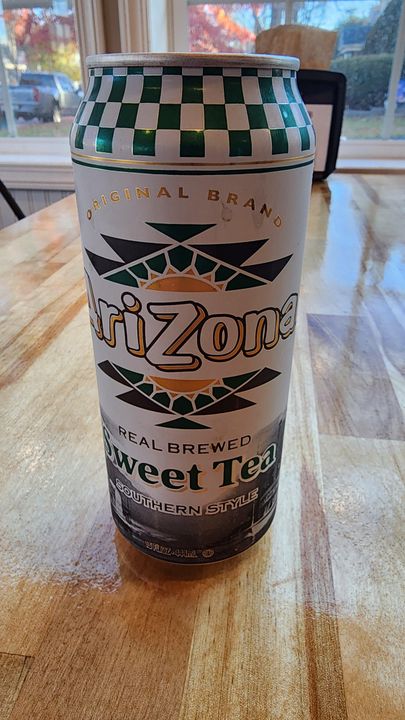 ORIGINAL BRAND
AriZona
REAL BREWED
Sweet Tea
SOUTHERN STYLE